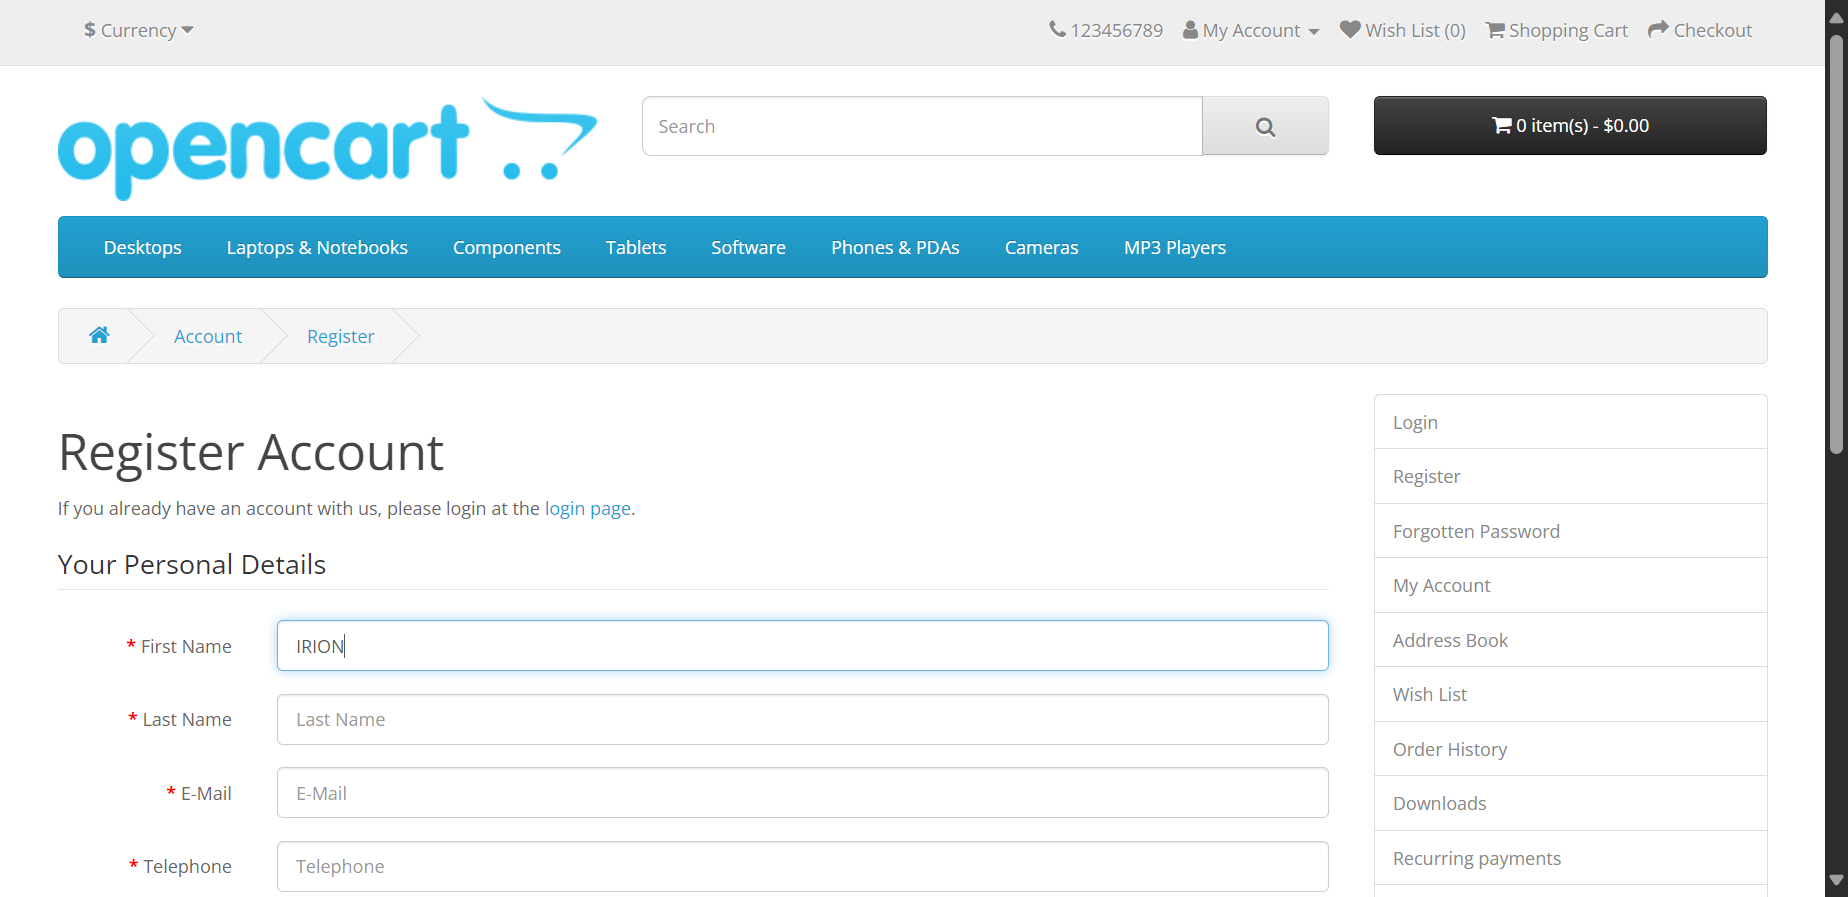 $ Currency
123456789 My Account Wish List (0) Shopping Cart Checkout
opencart
Search
0 item(s) - $0.00
Desktops Laptops & Notebooks Components Tablets Software Phones & PDAs Cameras MP3 Players
Account Register
Register Account
If you already have an account with us, please login at the login page.
Your Personal Details
* First Name IRION
* Last Name Last Name
* E-Mail E-Mail
* Telephone Telephone
Login
Register
Forgotten Password
My Account
Address Book
Wish List
Order History
Downloads
Recurring payments